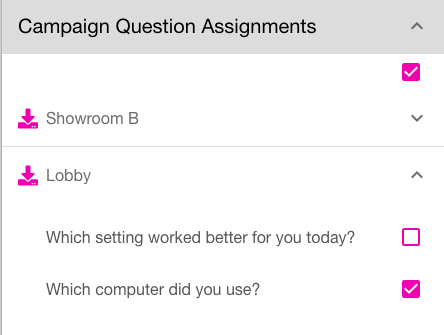 Campaign Question Assignments
Showroom B
Lobby
Which setting worked better for you today?
Which computer did you use?